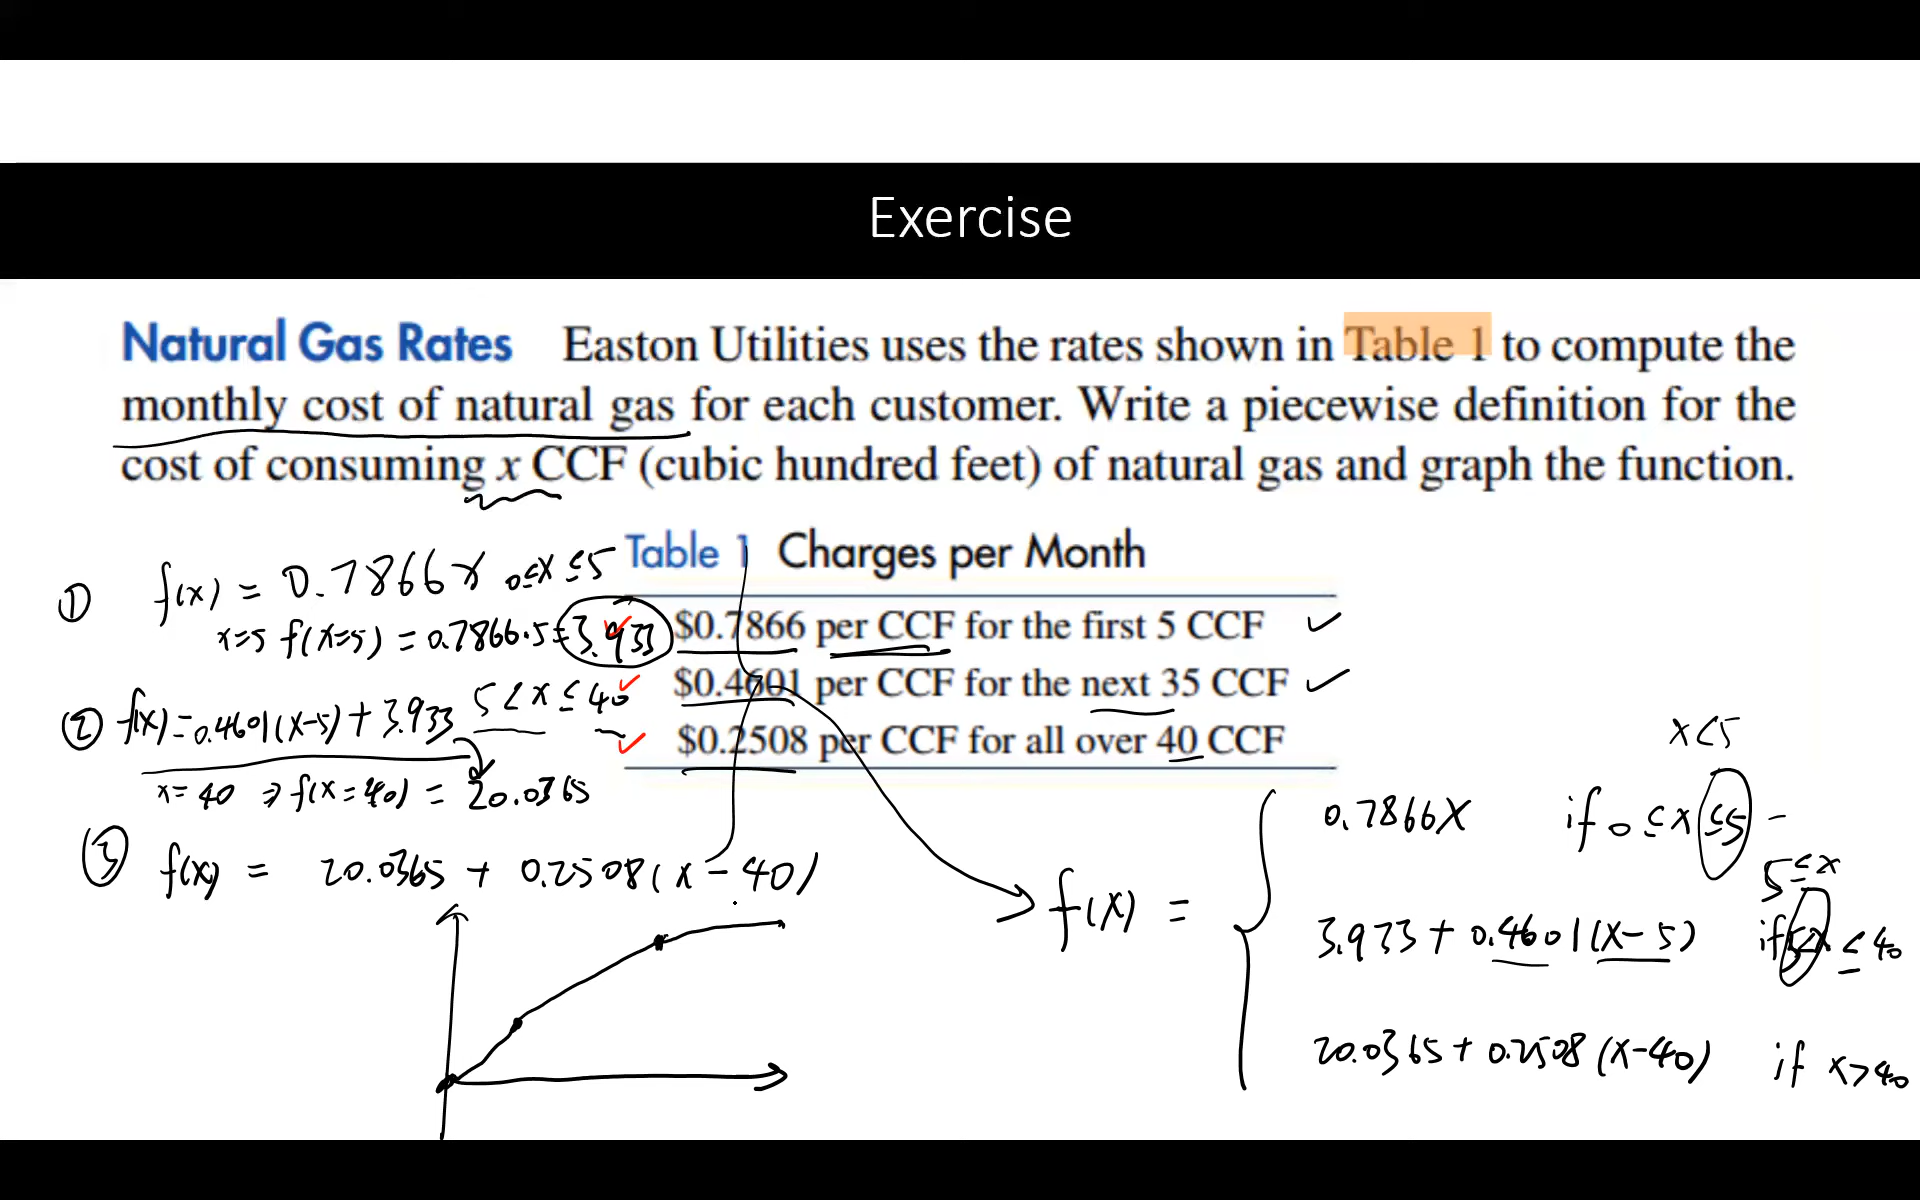 Exercise
Natural Gas Rates Easton Utilities uses the rates shown in Table 1 to compute the
monthly cost of natural gas for each customer. Write a piecewise definition for the
cost of consuming x CCF (cubic hundred feet) of natural gas and graph the function.
Table 1 Charges per Month
$0.7866 per CCF for the first 5 CCF
$0.4601 per CCF for the next 35 CCF
$0.2508 per CCF for all over 40 CCF
① f(x) = 0.7866x 0≤x≤5
x=5 f(x=5) = 0.7866·5=3.933
② f(x)=0.4601(x-5)+3.933 5<x≤40
x=40 ⇒ f(x=40) = 20.0365
③ f(x) = 20.0365 + 0.2508(x-40)
x<5
0.7866x if 0≤x≤5
5≤x
f(x) =
3.933+0.4601(x-5) if 5<x≤40
20.0365+0.2508(x-40) if x>40